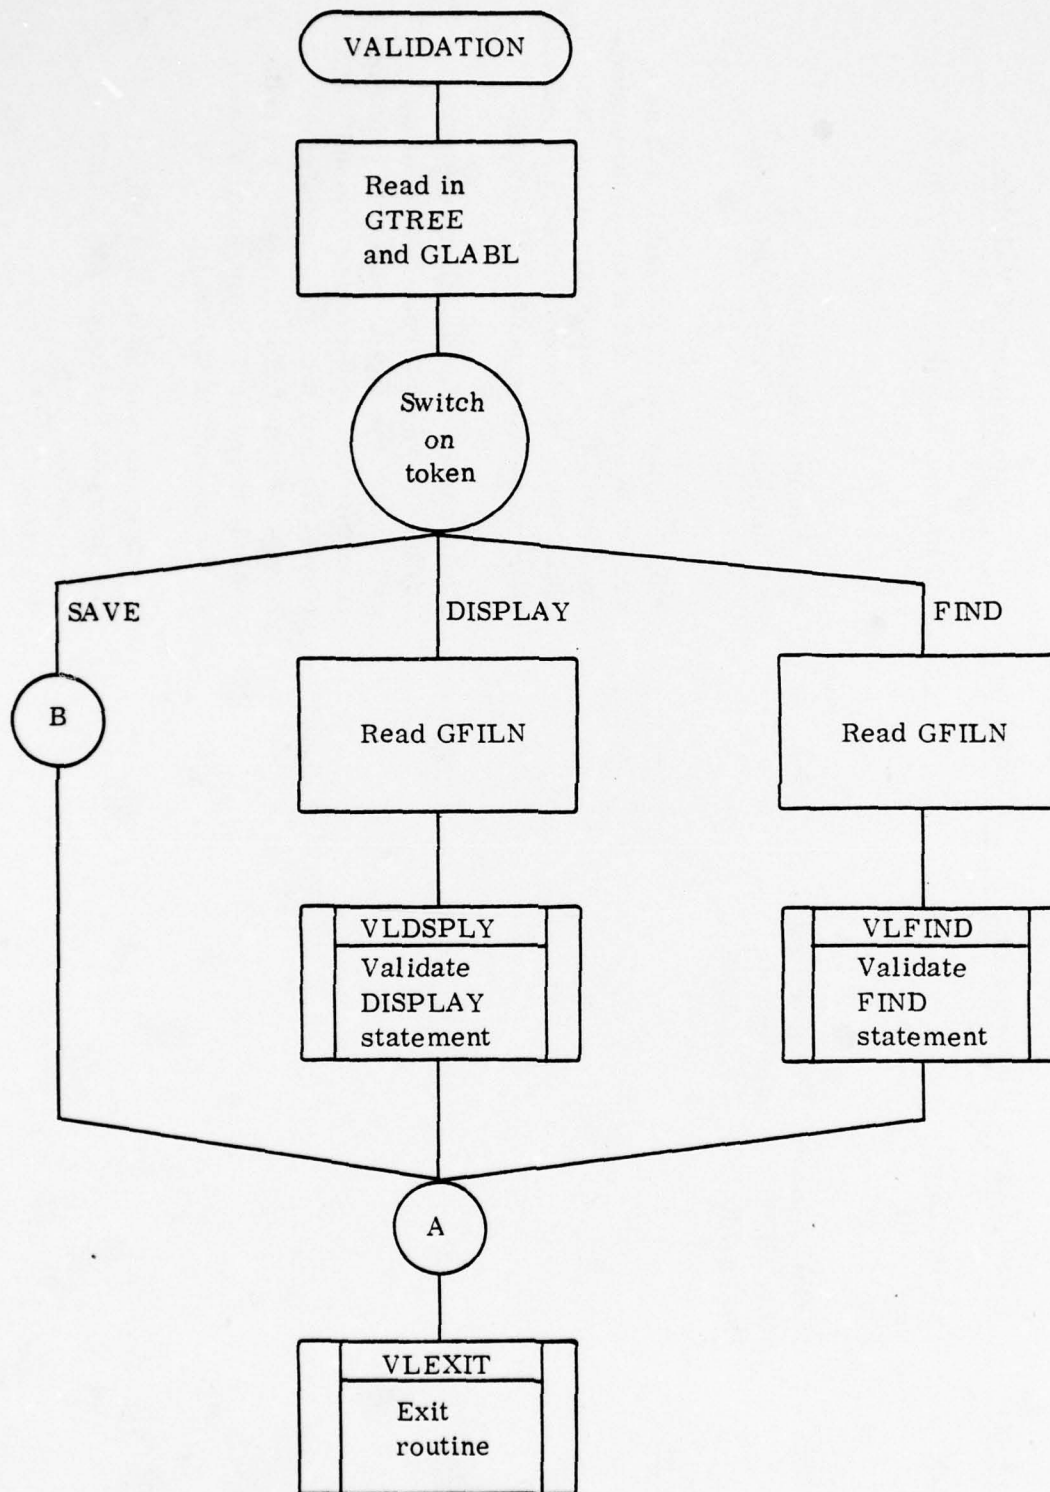 VALIDATION
Read in
GTREE
and GLABL
Switch
on
token
SAVE
DISPLAY
FIND
B
Read GFILN
Read GFILN
VLDSPLY
Validate
DISPLAY
statement
VLFIND
Validate
FIND
statement
A
VLEXIT
Exit
routine